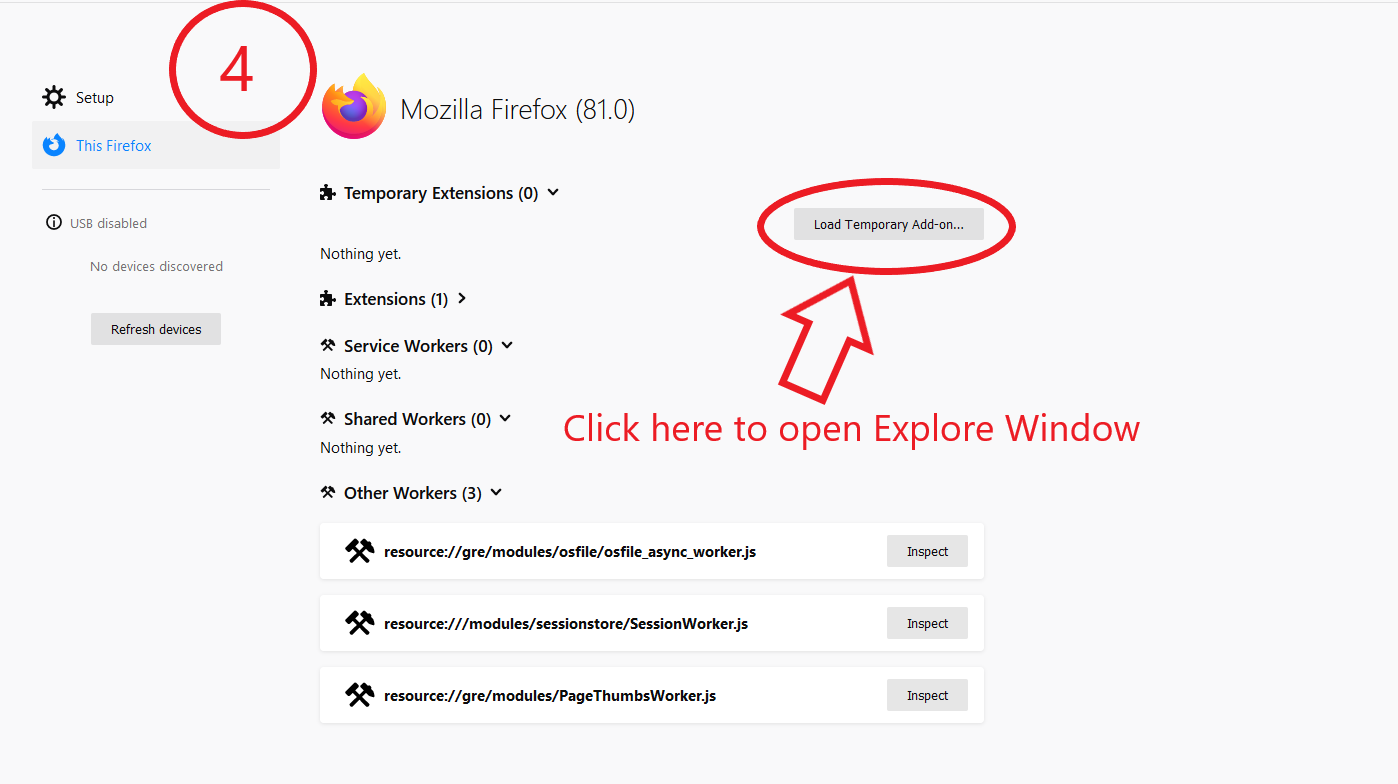 4
Setup
This Firefox
USB disabled
No devices discovered
Refresh devices
Mozilla Firefox (81.0)
Temporary Extensions (0)
Load Temporary Add-on...
Nothing yet.
Extensions (1)
Service Workers (0)
Nothing yet.
Shared Workers (0)
Nothing yet.
Click here to open Explore Window
Other Workers (3)
resource://gre/modules/osfile/osfile_async_worker.js Inspect
resource:///modules/sessionstore/SessionWorker.js Inspect
resource://gre/modules/PageThumbsWorker.js Inspect